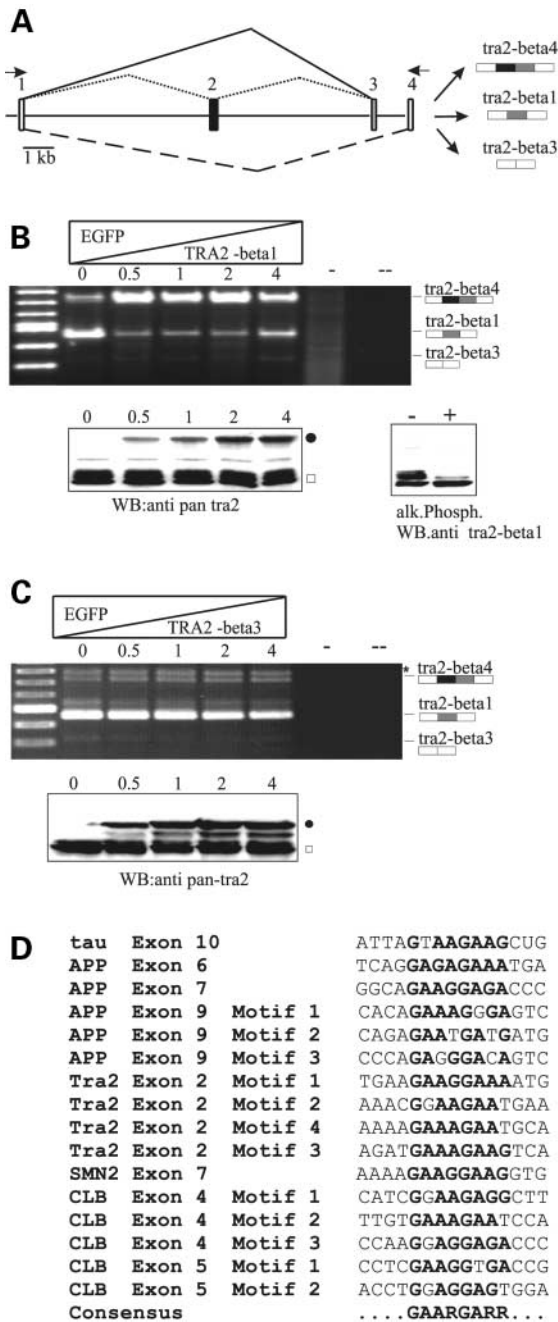 A
1
2
3
4
1 kb
tra2-beta4
tra2-beta1
tra2-beta3
B
EGFP
TRA2 -beta1
0 0.5 1 2 4 - --
tra2-beta4
tra2-beta1
tra2-beta3
0 0.5 1 2 4
WB:anti pan tra2
- +
alk.Phosph.
WB.anti tra2-beta1
C
EGFP
TRA2 -beta3
0 0.5 1 2 4 - --
*
tra2-beta4
tra2-beta1
tra2-beta3
0 0.5 1 2 4
WB:anti pan-tra2
D
tau Exon 10 ATTAGTAAGAAGCUG
APP Exon 6 TCAGGAGAGAAATGA
APP Exon 7 GGCAGAAGGAGACCC
APP Exon 9 Motif 1 CACAGAAAGGGAGTC
APP Exon 9 Motif 2 CAGAGAATGATGATG
APP Exon 9 Motif 3 CCCAGAGGGACAGTC
Tra2 Exon 2 Motif 1 TGAAGAAGGAAAATG
Tra2 Exon 2 Motif 2 AAACGGAAGAATGAA
Tra2 Exon 2 Motif 4 AAAAGAAAGAATGCA
Tra2 Exon 2 Motif 3 AGATGAAAGAAGTCA
SMN2 Exon 7 AAAAGAAGGAAGGTG
CLB Exon 4 Motif 1 CATCGGAAGAGGCTT
CLB Exon 4 Motif 2 TTGTGAAAGAATCCA
CLB Exon 4 Motif 3 CCAAGGAGGAGACCC
CLB Exon 5 Motif 1 CCTCGAAGGTGACCG
CLB Exon 5 Motif 2 ACCTGGAGGAGTGGA
Consensus ....GAARGARR...